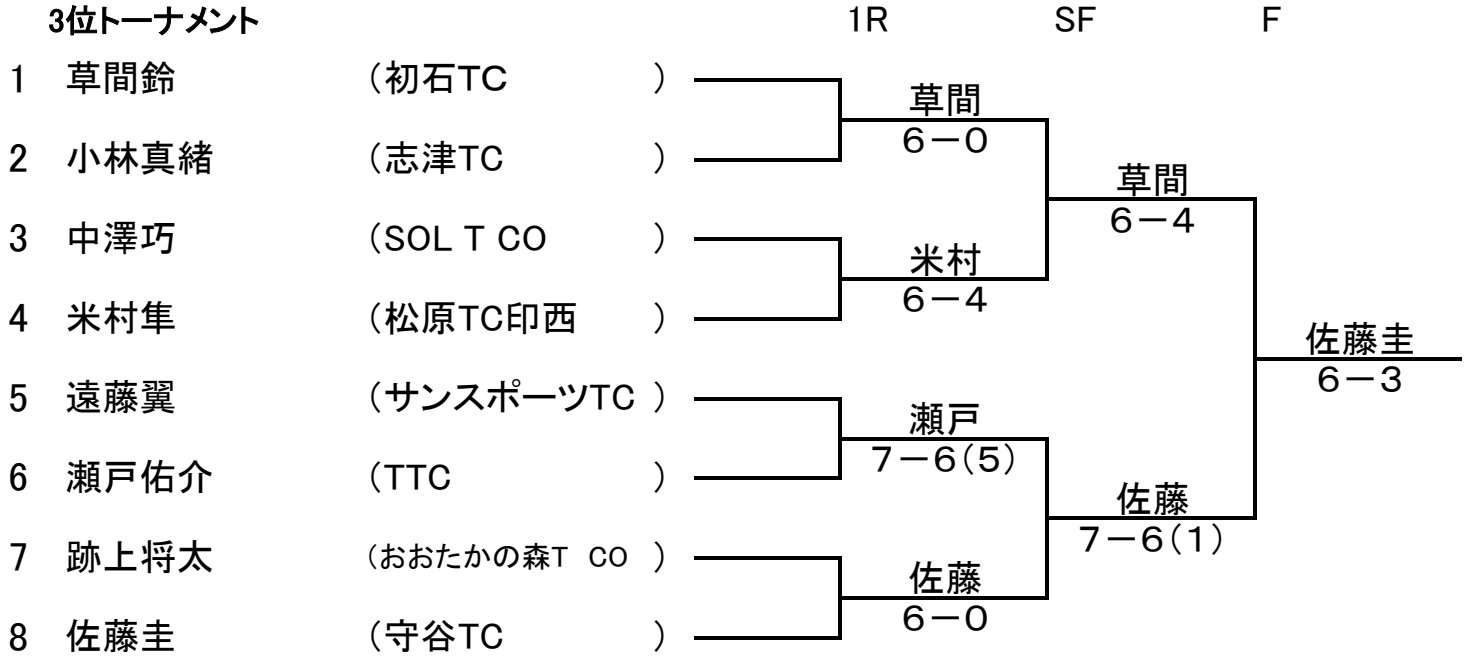 3位トーナメント 1R SF F
1 草間鈴 （初石TC ）
草間
6－0
2 小林真緒 （志津TC ）
草間
6－4
3 中澤巧 （SOL T CO ）
米村
6－4
4 米村隼 （松原TC印西 ）
佐藤圭
6－3
5 遠藤翼 （サンスポーツTC ）
瀬戸
7－6（5）
6 瀬戸佑介 （TTC ）
佐藤
7－6（1）
7 跡上将太 （おおたかの森T CO ）
佐藤
6－0
8 佐藤圭 （守谷TC ）